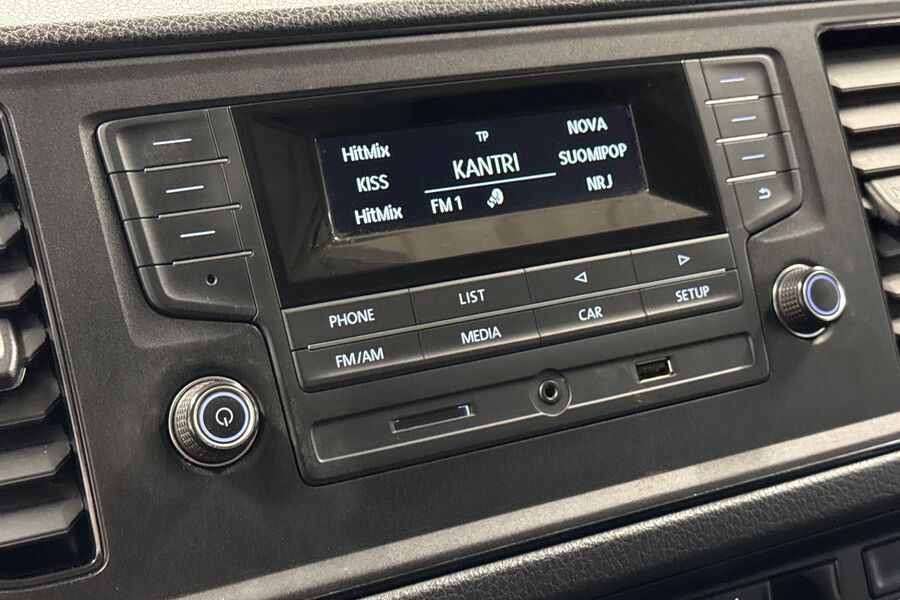 HitMix
TP
NOVA
KISS
KANTRI
SUOMIPOP
HitMix
FM 1
NRJ
PHONE
LIST
FM/AM
MEDIA
CAR
SETUP